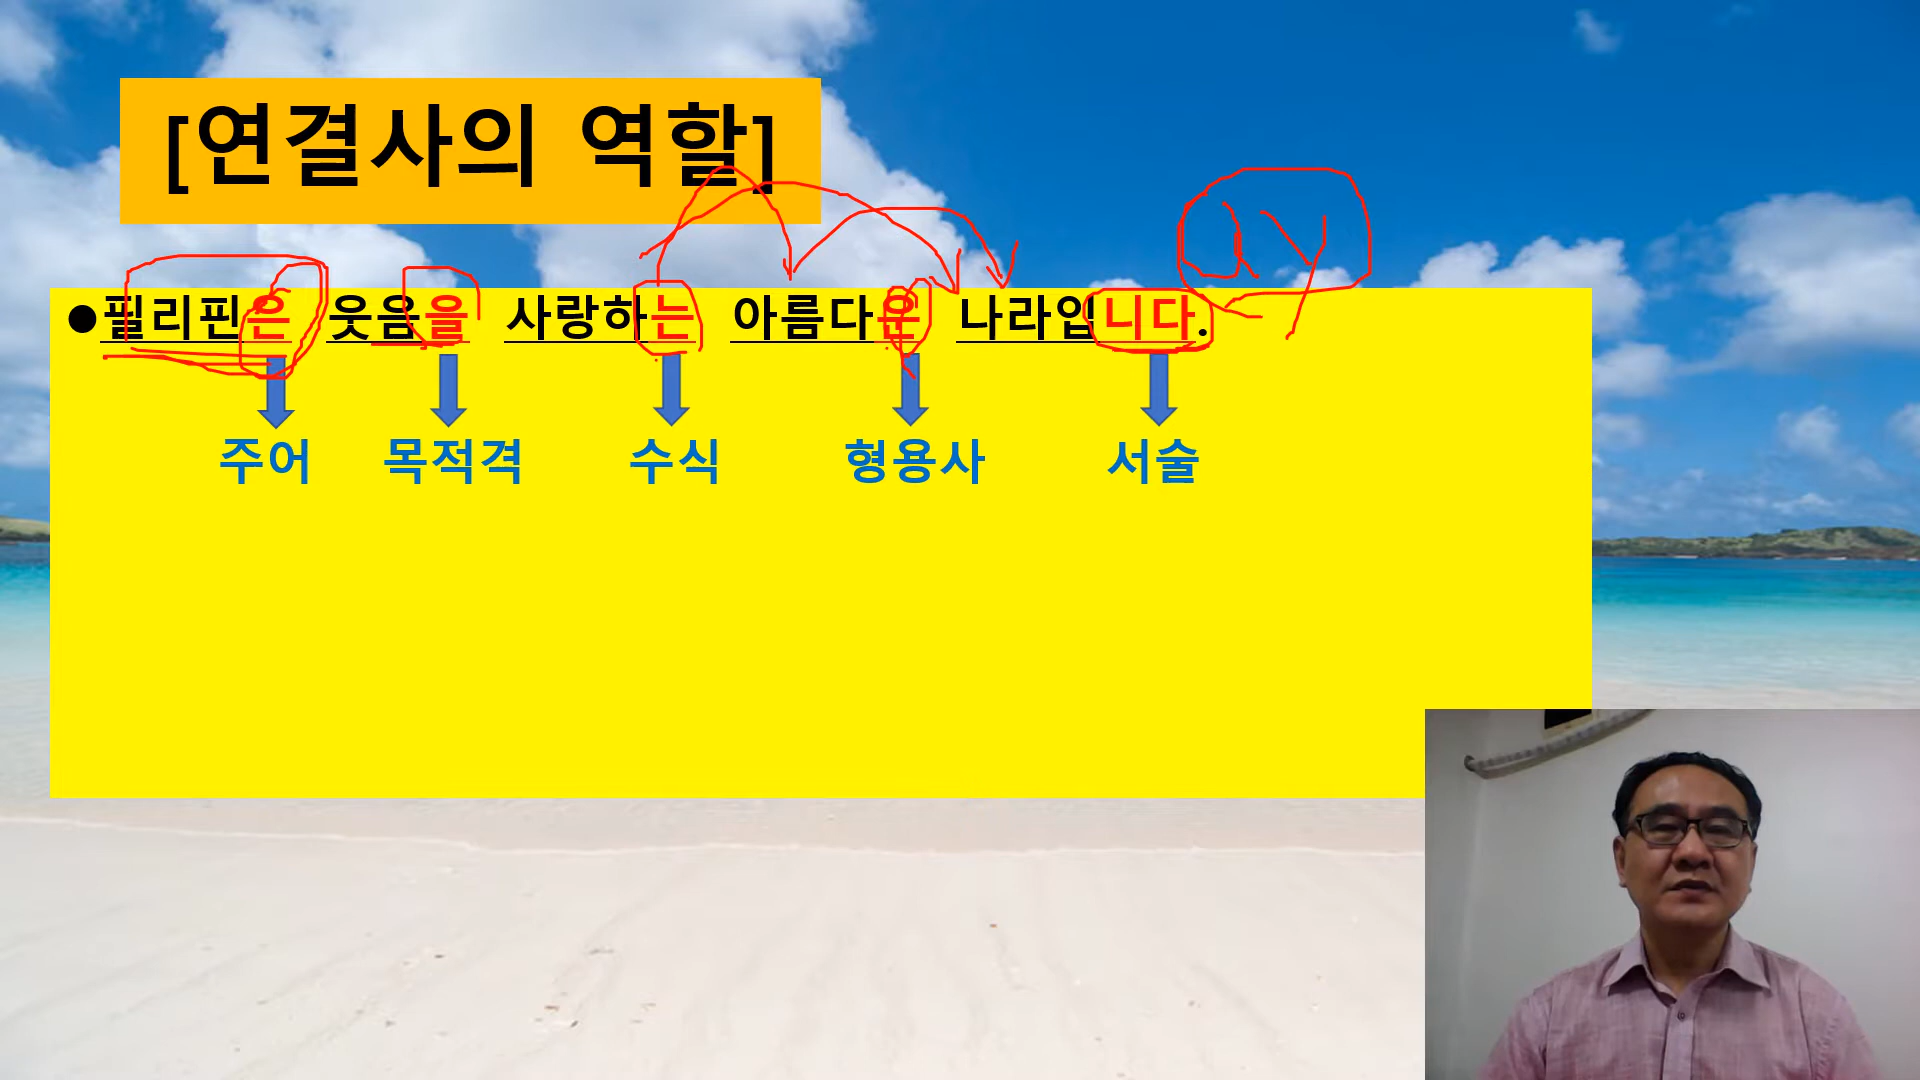 [연결사의 역할]
●필리핀은 웃음을 사랑하는 아름다운 나라입니다.
주어 목적격 수식 형용사 서술